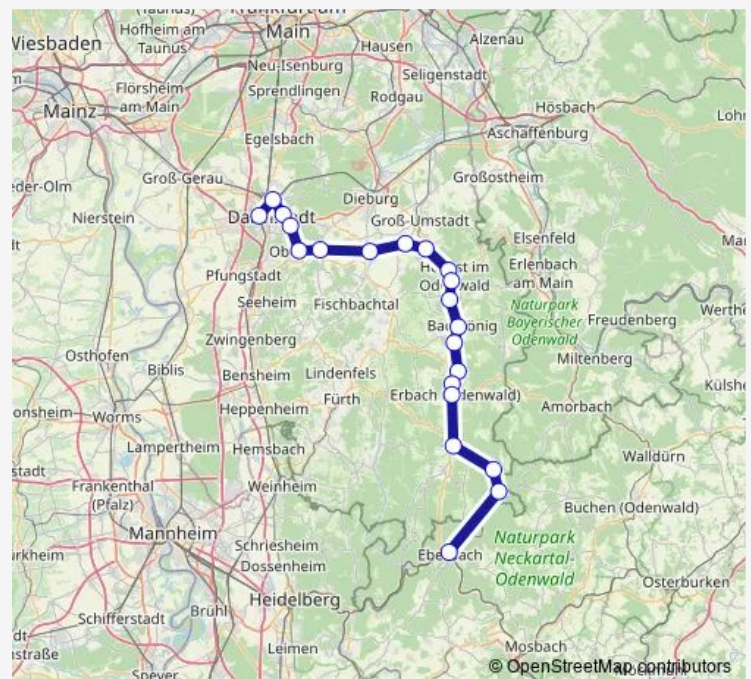 Main
Hofheim am
Taunus
Hausen
Alzenau
Wiesbaden
Neu-Isenburg
Seligenstadt
Flörsheim
am Main
Sprendlingen
Rodgau
Mainz
Hösbach
Aschaffenburg
Egelsbach
Groß-Gerau
Dieburg
Großostheim
Nierstein
Groß-Umstadt
Elsenfeld
Pfungstadt
Erlenbach
am Main
Seeheim
Fischbachtal
Naturpark
Bayerischer
Odenwald
Freudenberg
Zwingenberg
Osthofen
Biblis
Miltenberg
Bensheim
Lindenfels
Fürth
Erbach
Heppenheim
Amorbach
Worms
Lampertheim
Hemsbach
Walldürn
Frankenthal
(Pfalz)
Weinheim
Buchen (Odenwald)
Mannheim
Schriesheim
Dossenheim
Naturpark
Neckartal-
Odenwald
Osterburken
Heidelberg
Brühl
Schifferstadt
Leimen
Mosbach
Speyer
© OpenStreetMap contributors